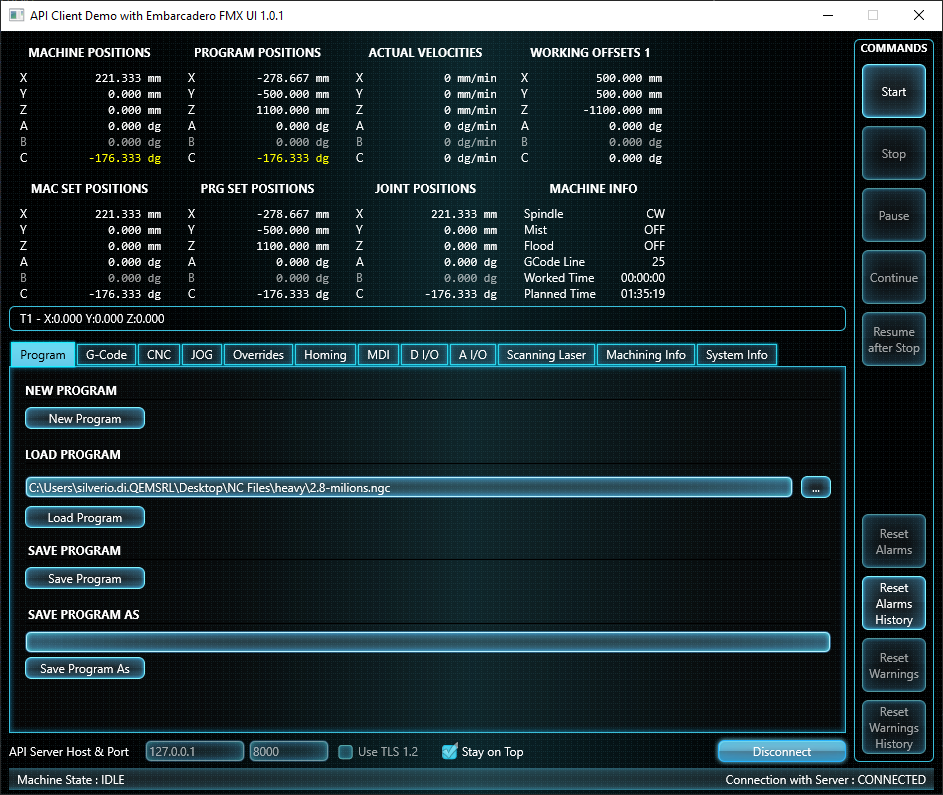 API Client Demo with Embarcadero FMX UI 1.0.1
MACHINE POSITIONS PROGRAM POSITIONS ACTUAL VELOCITIES WORKING OFFSETS 1
X 221.333 mm X -278.667 mm X 0 mm/min X 500.000 mm
Y 0.000 mm Y -500.000 mm Y 0 mm/min Y 500.000 mm
Z 0.000 mm Z 1100.000 mm Z 0 mm/min Z -1100.000 mm
A 0.000 dg A 0.000 dg A 0 dg/min A 0.000 dg
B 0.000 dg B 0.000 dg B 0 dg/min B 0.000 dg
C -176.333 dg C -176.333 dg C 0 dg/min C 0.000 dg
MAC SET POSITIONS PRG SET POSITIONS JOINT POSITIONS MACHINE INFO
X 221.333 mm X -278.667 mm X 221.333 mm Spindle CW
Y 0.000 mm Y -500.000 mm Y 0.000 mm Mist OFF
Z 0.000 mm Z 1100.000 mm Z 0.000 mm Flood OFF
A 0.000 dg A 0.000 dg A 0.000 dg GCode Line 25
B 0.000 dg B 0.000 dg B 0.000 dg Worked Time 00:00:00
C -176.333 dg C -176.333 dg C -176.333 dg Planned Time 01:35:19
T1 - X:0.000 Y:0.000 Z:0.000
Program G-Code CNC JOG Overrides Homing MDI D I/O A I/O Scanning Laser Machining Info System Info
NEW PROGRAM
New Program
LOAD PROGRAM
C:\Users\silverio.di.QEMSRL\Desktop\NC Files\heavy\2.8-milions.ngc ...
Load Program
SAVE PROGRAM
Save Program
SAVE PROGRAM AS
Save Program As
COMMANDS
Start
Stop
Pause
Continue
Resume
after Stop
Reset
Alarms
Reset
Alarms
History
Reset
Warnings
Reset
Warnings
History
API Server Host & Port 127.0.0.1 8000 Use TLS 1.2 Stay on Top Disconnect
Machine State : IDLE Connection with Server : CONNECTED